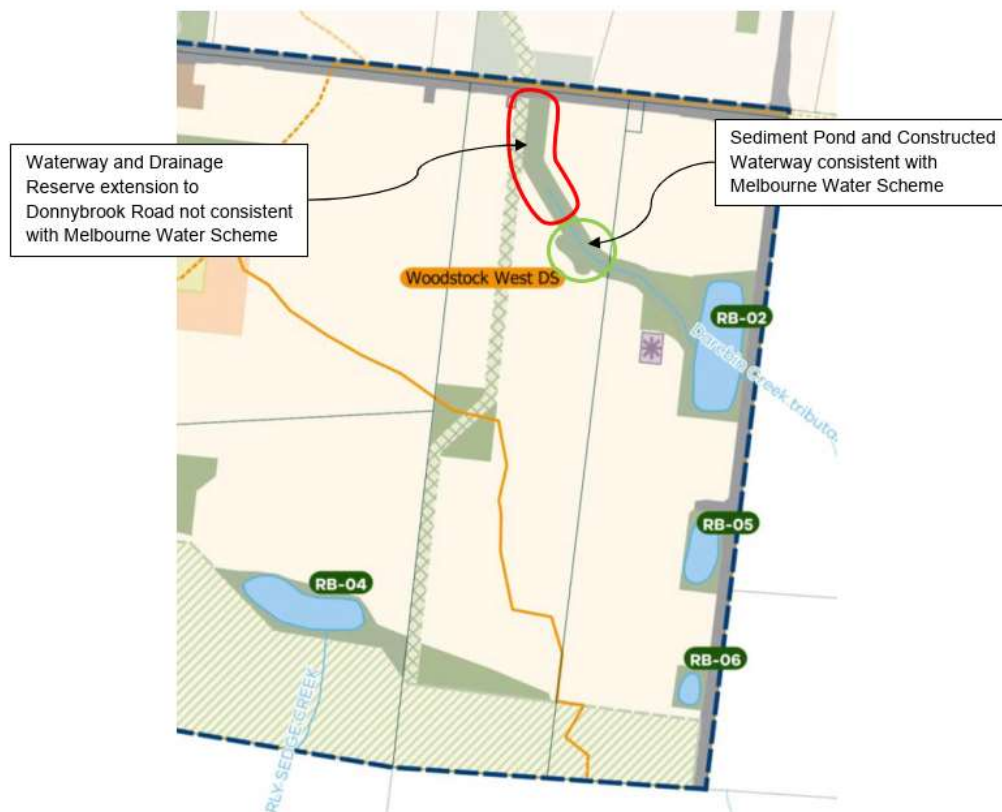 Waterway and Drainage
Reserve extension to
Donnybrook Road not consistent
with Melbourne Water Scheme
Sediment Pond and Constructed
Waterway consistent with
Melbourne Water Scheme
Woodstock West DS
RB-02
Darebin Creek tributa
RB-05
RB-04
RB-06
RLY-SEDGE CREEK